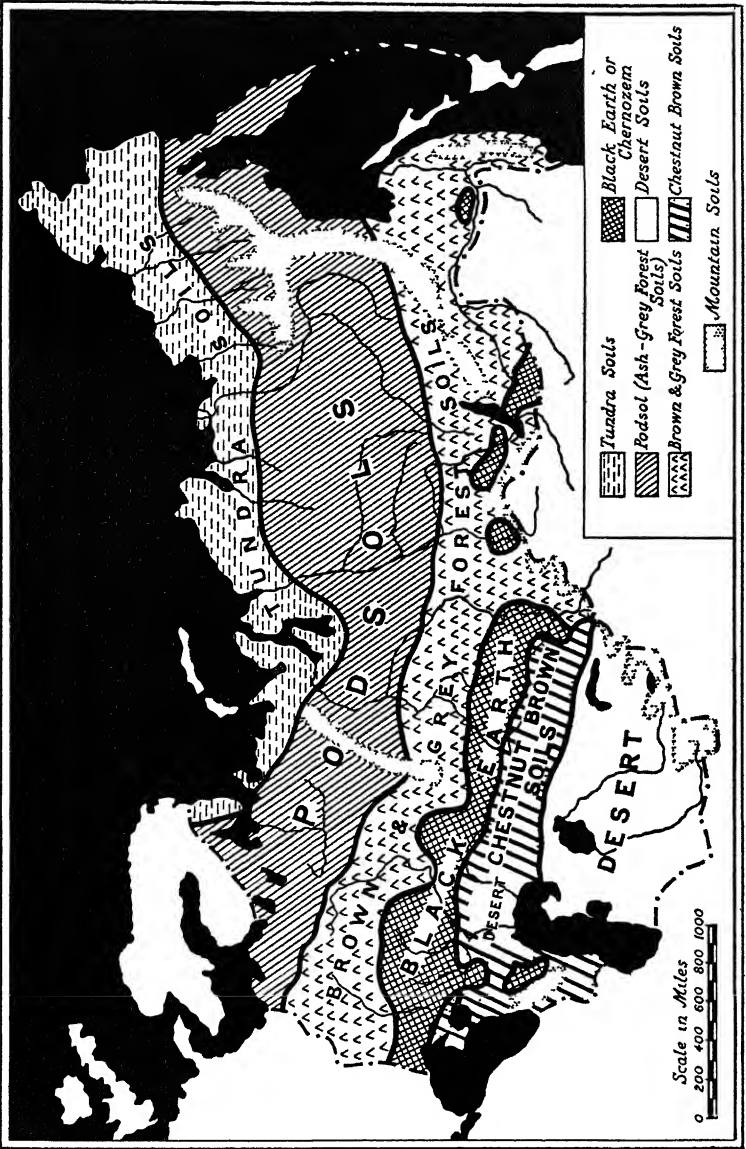 TUNDRA SOILS
PODSOLS
BROWN & GREY FOREST SOILS
BLACK EARTH
CHESTNUT BROWN
SOILS
DESERT
DESERT
Scale in Miles
0 200 400 600 800 1000
Tundra Soils
Podsol (Ash-Grey Forest
Soils)
Brown & Grey Forest Soils
Black Earth or
Chernozem
Desert Soils
Chestnut Brown Soils
Mountain Soils